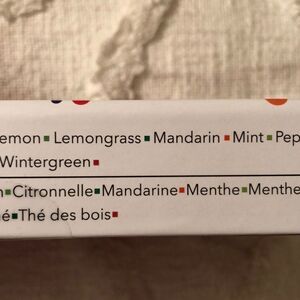 emon ▪ Lemongrass ▪ Mandarin ▪ Mint ▪ Pep
Wintergreen ▪
n ▪ Citronnelle ▪ Mandarine ▪ Menthe ▪ Menthe
é ▪ Thé des bois ▪